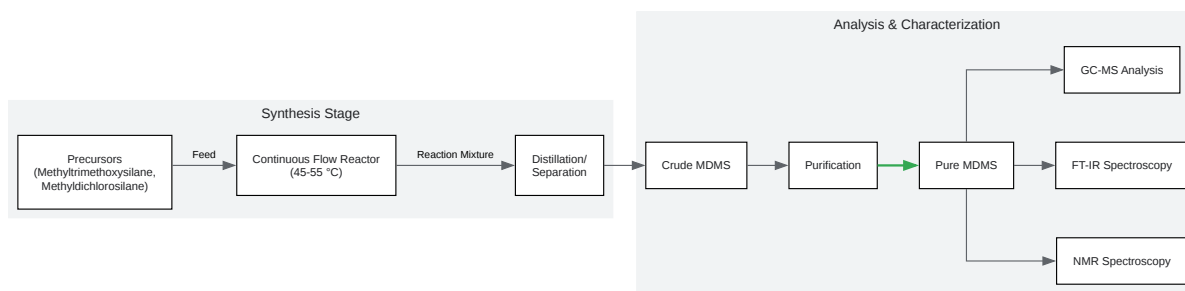 Analysis & Characterization
GC-MS Analysis
Synthesis Stage
Precursors
(Methyltrimethoxysilane,
Methyldichlorosilane)
Feed
Continuous Flow Reactor
(45-55 °C)
Reaction Mixture
Distillation/
Separation
Crude MDMS
Purification
Pure MDMS
FT-IR Spectroscopy
NMR Spectroscopy